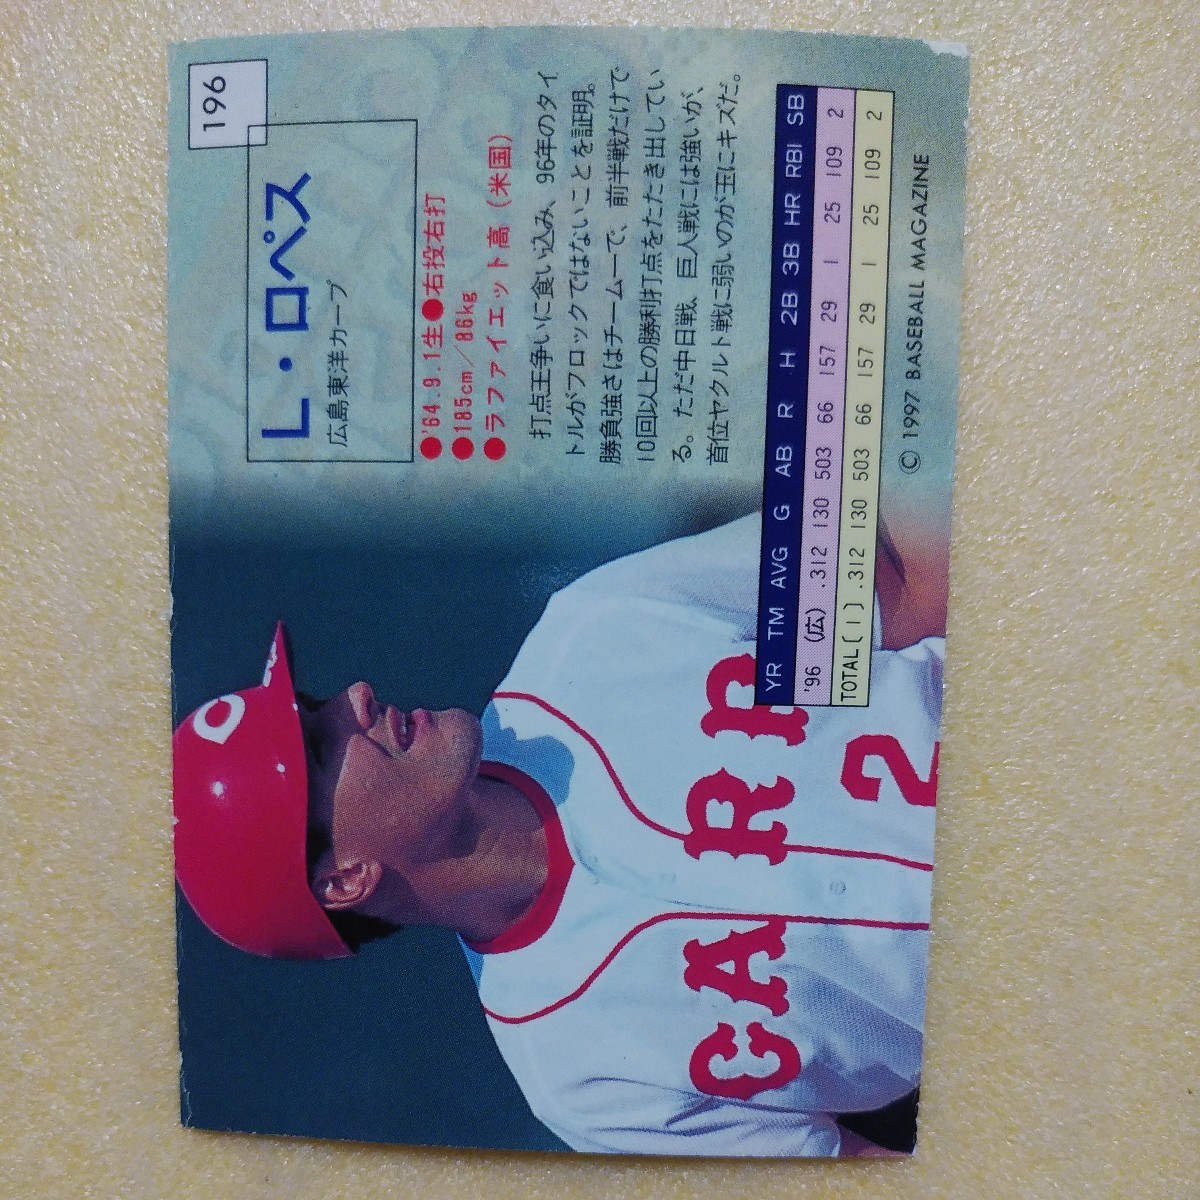 196
L・ロペス
広島東洋カープ
●'64.9.1生●右投右打
●185cm／86kg
●ラファイエット高（米国）
打点王争いに食い込み、96年のタイ
トルがフロックではないことを証明。
勝負強さはチーム一で、前半戦だけで
10回以上の勝利打点をたたき出してい
る。ただ中日戦、巨人戦には強いが、
首位ヤクルト戦に弱いのが玉にキズだ。
YR TM AVG G AB R H 2B 3B HR RBI SB
'96 (広) .312 130 503 66 157 29 1 25 109 2
TOTAL〔1〕 .312 130 503 66 157 29 1 25 109 2
© 1997 BASEBALL MAGAZINE
C
CARP
2